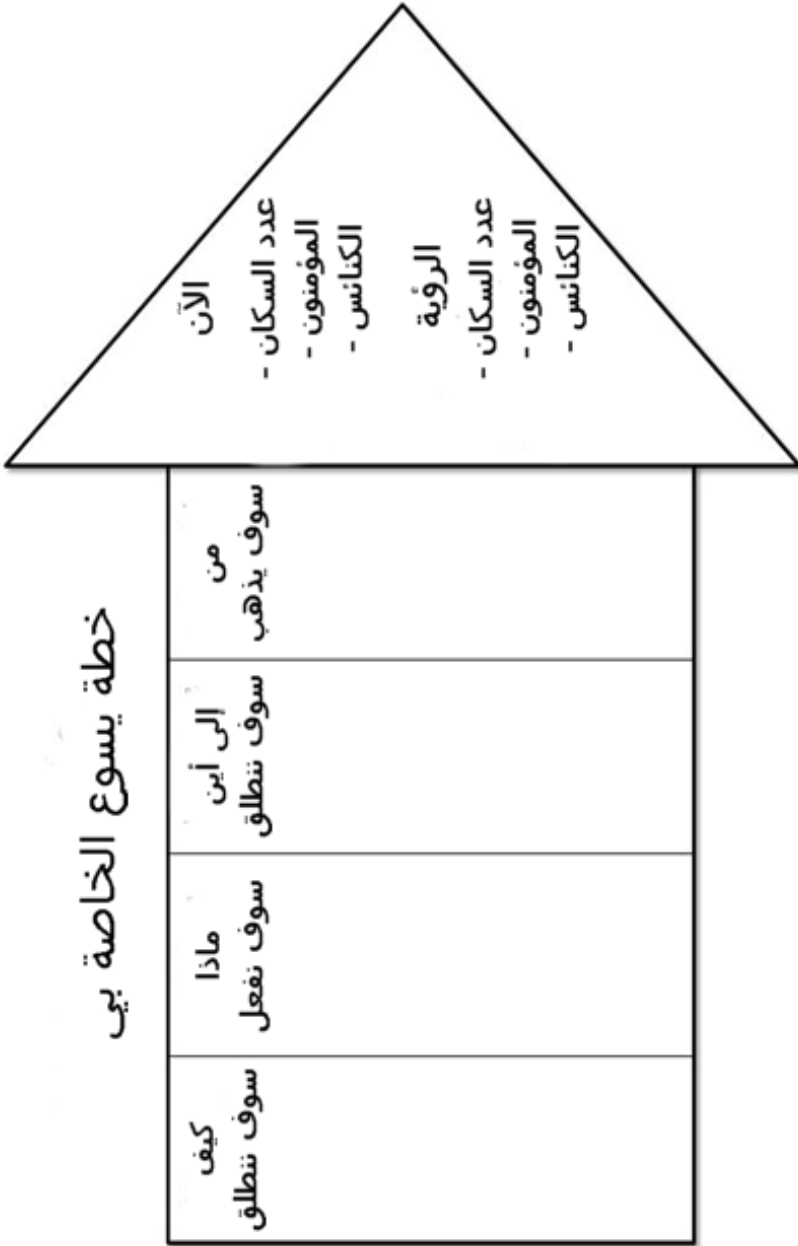 خطة يسوع الخاصة بي
الآن
- عدد السكان
- المؤمنون
- الكنائس
الرؤية
- عدد السكان
- المؤمنون
- الكنائس
من
سوف يذهب
إلى أين
سوف ننطلق
ماذا
سوف نفعل
كيف
سوف ننطلق